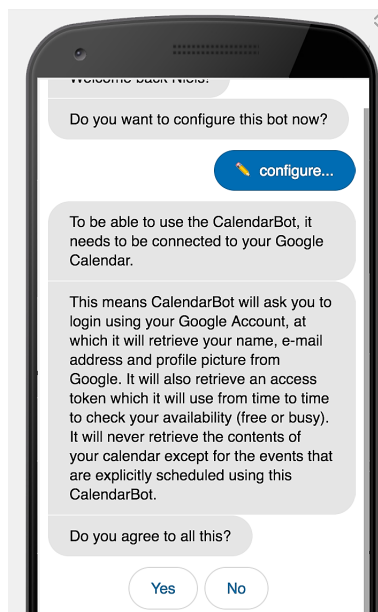 Welcome back Niels!
Do you want to configure this bot now?
✏️ configure...
To be able to use the CalendarBot, it
needs to be connected to your Google
Calendar.
This means CalendarBot will ask you to
login using your Google Account, at
which it will retrieve your name, e-mail
address and profile picture from
Google. It will also retrieve an access
token which it will use from time to time
to check your availability (free or busy).
It will never retrieve the contents of
your calendar except for the events that
are explicitly scheduled using this
CalendarBot.
Do you agree to all this?
Yes No